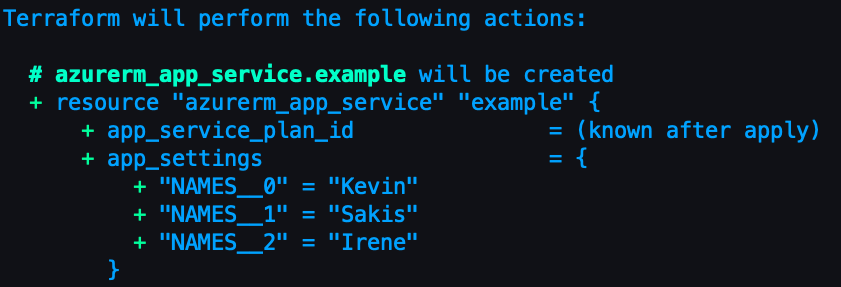 Terraform will perform the following actions:
# azurerm_app_service.example will be created
+ resource "azurerm_app_service" "example" {
+ app_service_plan_id = (known after apply)
+ app_settings = {
+ "NAMES__0" = "Kevin"
+ "NAMES__1" = "Sakis"
+ "NAMES__2" = "Irene"
}